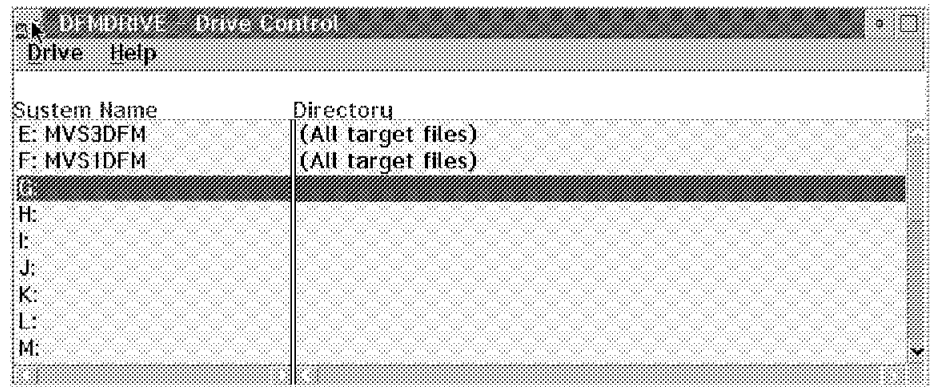 DFMDRIVE - Drive Control
Drive Help
System Name Directory
E: MVS3DFM (All target files)
F: MVS1DFM (All target files)
G:
H:
I:
J:
K:
L:
M: